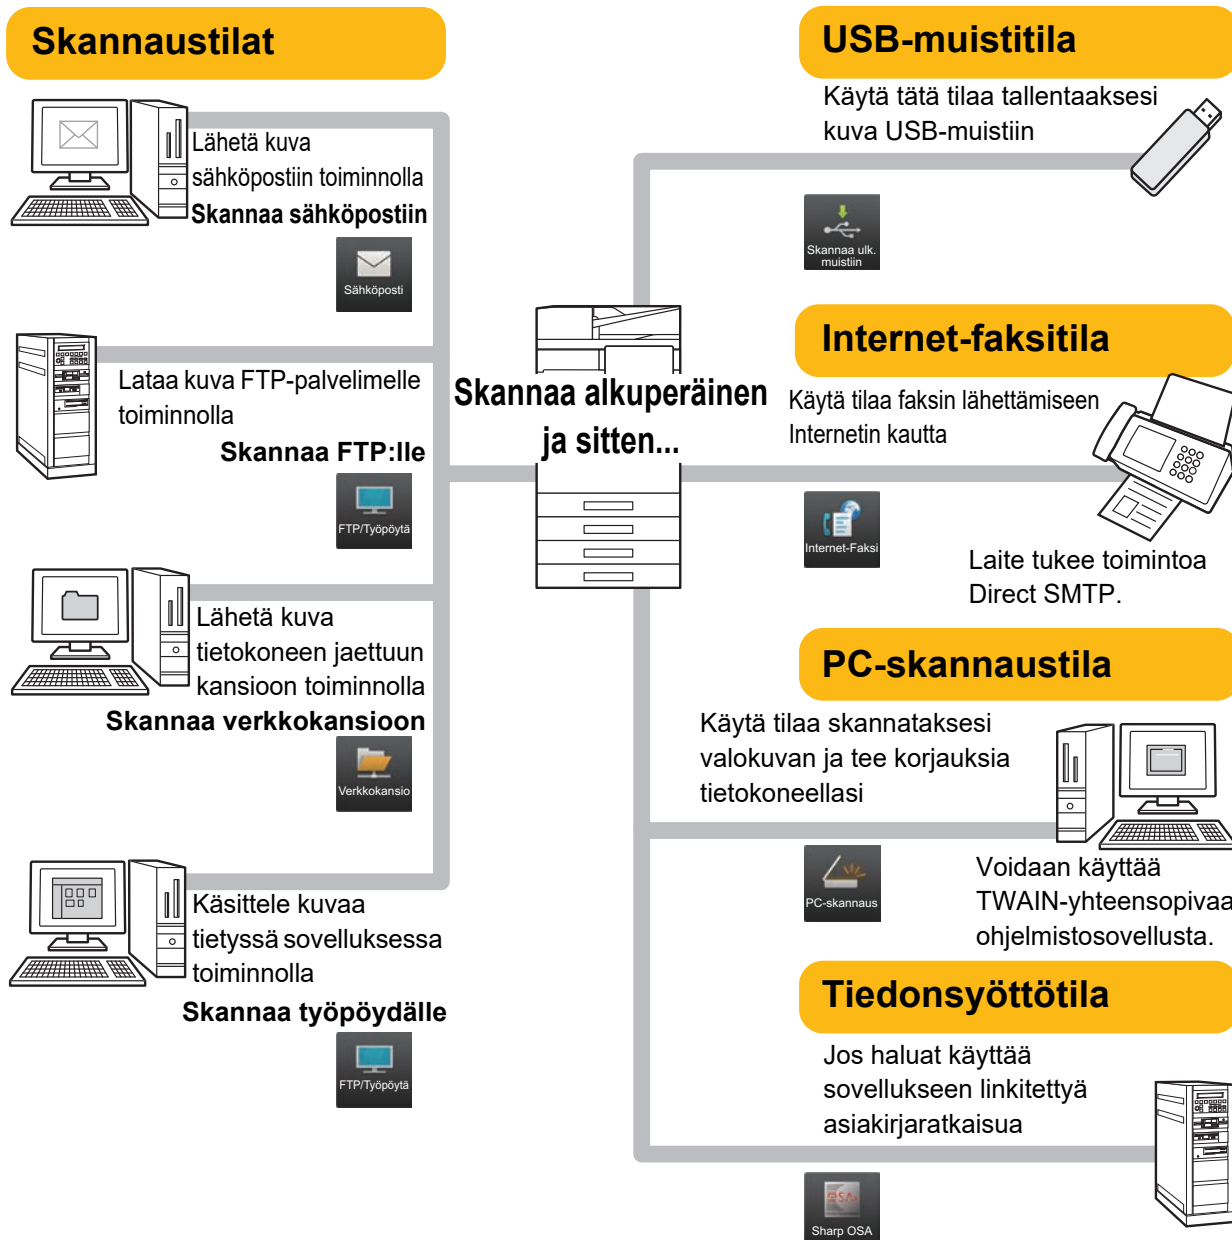 Skannaustilat
Lähetä kuva
sähköpostiin toiminnolla
Skannaa sähköpostiin
Sähköposti
Lataa kuva FTP-palvelimelle
toiminnolla
Skannaa FTP:lle
FTP/Työpöytä
Lähetä kuva
tietokoneen jaettuun
kansioon toiminnolla
Skannaa verkkokansioon
Verkkokansio
Käsittele kuvaa
tietyssä sovelluksessa
toiminnolla
Skannaa työpöydälle
FTP/Työpöytä
Skannaa alkuperäinen
ja sitten...
USB-muistitila
Käytä tätä tilaa tallentaaksesi
kuva USB-muistiin
Skannaa ulk.
muistiin
Internet-faksitila
Käytä tilaa faksin lähettämiseen
Internetin kautta
Internet-Faksi
Laite tukee toimintoa
Direct SMTP.
PC-skannaustila
Käytä tilaa skannataksesi
valokuvan ja tee korjauksia
tietokoneellasi
PC-skannaus
Voidaan käyttää
TWAIN-yhteensopivaa
ohjelmistosovellusta.
Tiedonsyöttötila
Jos haluat käyttää
sovellukseen linkitettyä
asiakirjaratkaisua
OSA
Sharp OSA